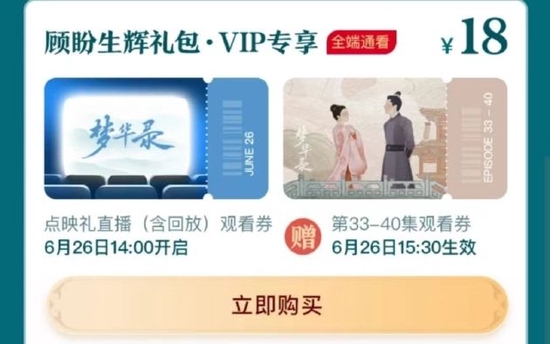 顾盼生辉礼包·VIP专享 全端通看 ¥18
梦华录
JUNE 26
梦华录
EPISODE 33-40
点映礼直播（含回放）观看券
6月26日14:00开启
赠
第33-40集观看券
6月26日15:30生效
立即购买